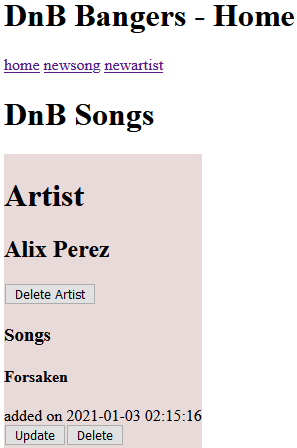 DnB Bangers - Home
home newsong newartist
DnB Songs
Artist
Alix Perez
Delete Artist
Songs
Forsaken
added on 2021-01-03 02:15:16
Update Delete